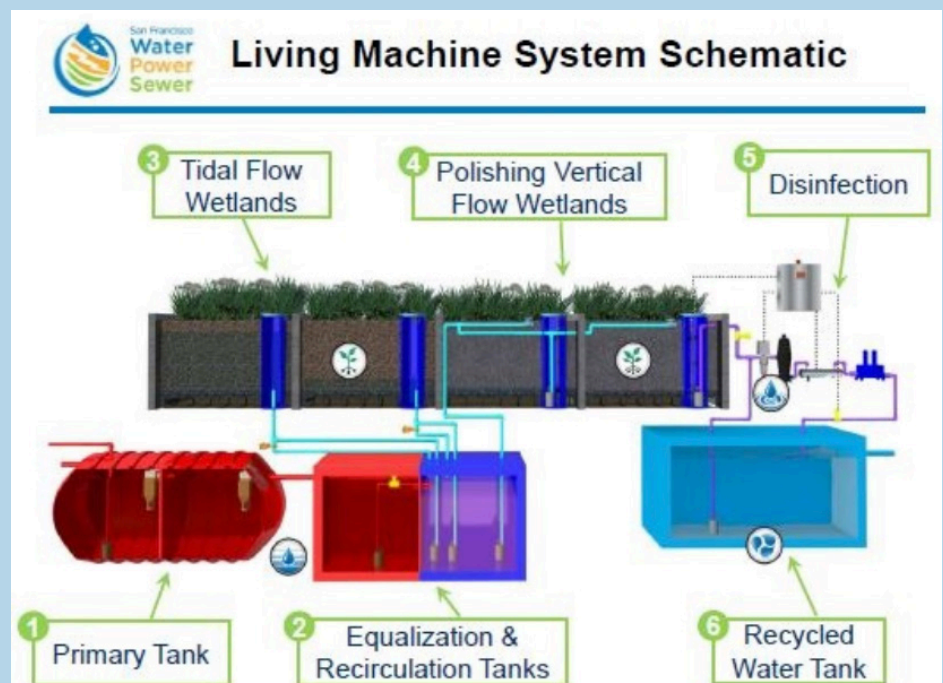 San Francisco
Water
Power
Sewer
Living Machine System Schematic
3
Tidal Flow
Wetlands
4
Polishing Vertical
Flow Wetlands
5
Disinfection
1
Primary Tank
2
Equalization &
Recirculation Tanks
6
Recycled
Water Tank